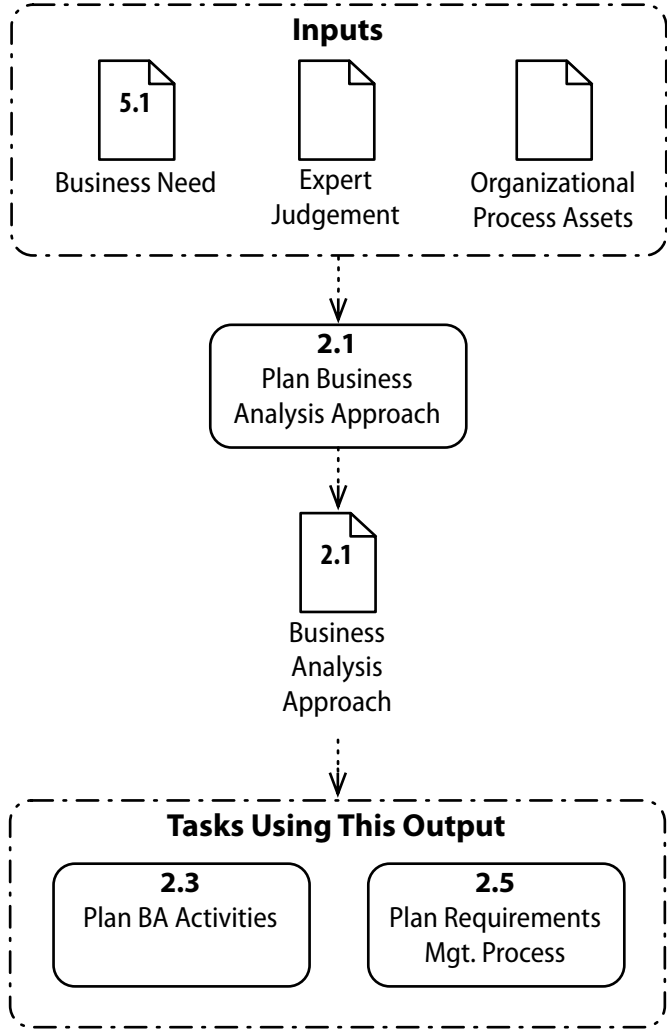 Inputs
5.1
Business Need
Expert
Judgement
Organizational
Process Assets
2.1
Plan Business
Analysis Approach
2.1
Business
Analysis
Approach
Tasks Using This Output
2.3
Plan BA Activities
2.5
Plan Requirements
Mgt. Process